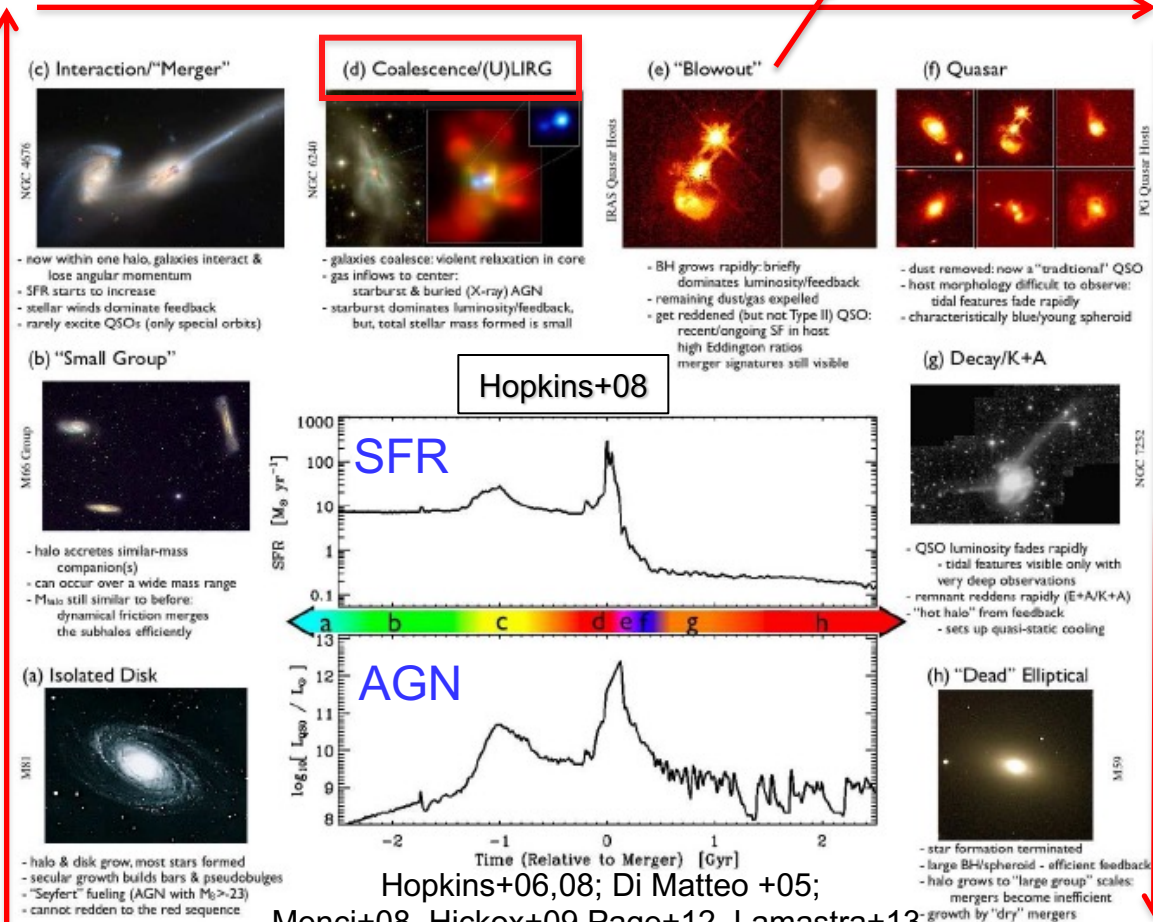 (c) Interaction/"Merger"
NGC 4676
- now within one halo, galaxies interact &
lose angular momentum
- SFR starts to increase
- stellar winds dominate feedback
- rarely excite QSOs (only special orbits)
(d) Coalescence/(U)LIRG
NGC 6240
- galaxies coalesce: violent relaxation in core
- gas inflows to center:
starburst & buried (X-ray) AGN
- starburst dominates luminosity/feedback,
but, total stellar mass formed is small
(e) "Blowout"
IRAS Quasar Hosts
- BH grows rapidly: briefly
dominates luminosity/feedback
- remaining dust/gas expelled
- get reddened (but not Type II) QSO:
recent/ongoing SF in host
high Eddington ratios
merger signatures still visible
(f) Quasar
PG Quasar Hosts
- dust removed: now a "traditional" QSO
- host morphology difficult to observe:
tidal features fade rapidly
- characteristically blue/young spheroid
(b) "Small Group"
M66 Group
- halo accretes similar-mass
companion(s)
- can occur over a wide mass range
- Mhalo still similar to before:
dynamical friction merges
the subhalos efficiently
(a) Isolated Disk
M81
- halo & disk grow, most stars formed
- secular growth builds bars & pseudobulges
- "Seyfert" fueling (AGN with MB>-23)
- cannot redden to the red sequence
Hopkins+08
SFR
SFR [M⊙ yr⁻¹]
1000
100
10
1
0.1
a b c d e f g h
AGN
log₁₀[ LQSO / L⊙ ]
13
12
11
10
9
8
-2 -1 0 1 2
Time (Relative to Merger) [Gyr]
Hopkins+06,08; Di Matteo +05;
Menci+08, Hickox+09, Page+12, Lamastra+13
(g) Decay/K+A
NGC 7252
- QSO luminosity fades rapidly
- tidal features visible only with
very deep observations
- remnant reddens rapidly (E+A/K+A)
- "hot halo" from feedback
- sets up quasi-static cooling
(h) "Dead" Elliptical
M59
- star formation terminated
- large BH/spheroid - efficient feedback
- halo grows to "large group" scales:
mergers become inefficient
- growth by "dry" mergers